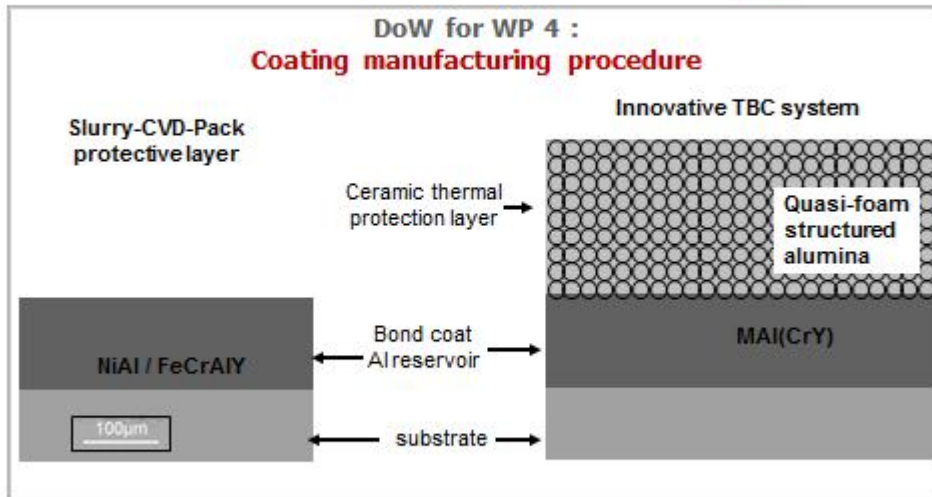 DoW for WP 4 :
Coating manufacturing procedure
Innovative TBC system
Slurry-CVD-Pack
protective layer
Ceramic thermal
protection layer
Quasi-foam
structured
alumina
Bond coat
Al reservoir
NiAl / FeCrAlY
MAl(CrY)
100µm
substrate